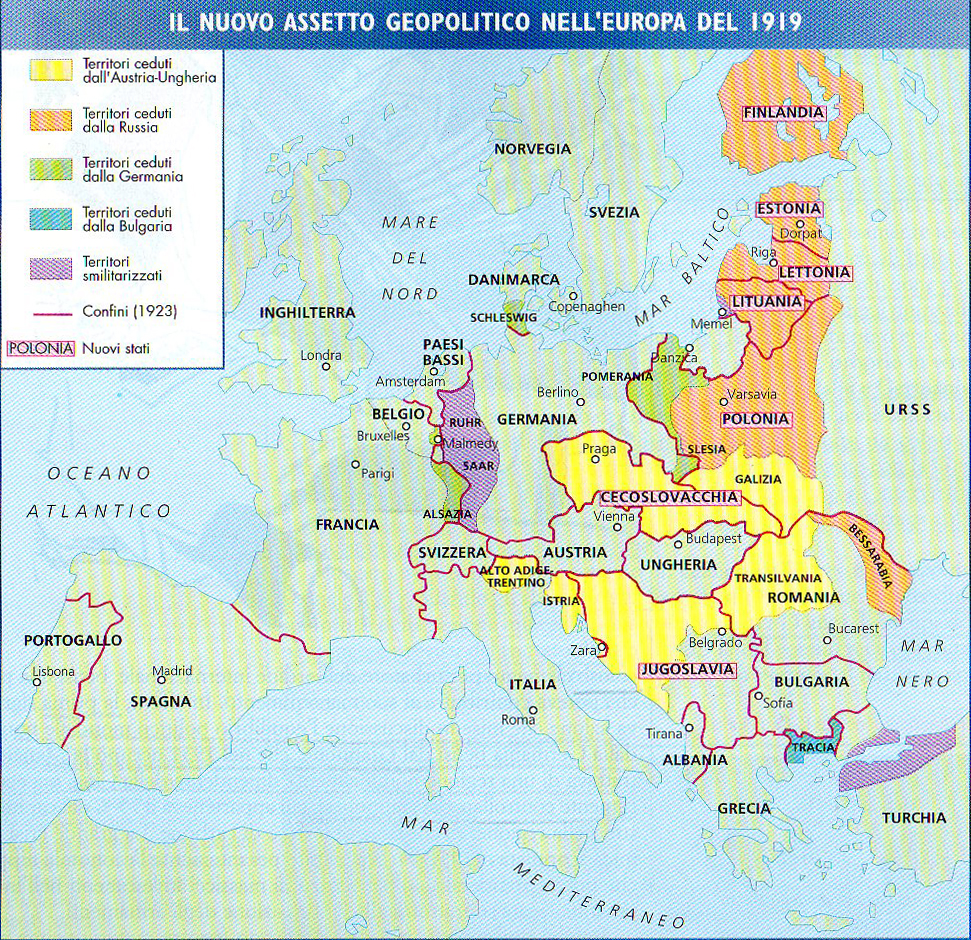 IL NUOVO ASSETTO GEOPOLITICO NELL'EUROPA DEL 1919
Territori ceduti
dall'Austria-Ungheria
Territori ceduti
dalla Russia
Territori ceduti
dalla Germania
Territori ceduti
dalla Bulgaria
Territori
smilitarizzati
Confini (1923)
POLONIA Nuovi stati
FINLANDIA
NORVEGIA
SVEZIA
ESTONIA
Dorpat
MARE
DEL
NORD
MAR BALTICO
Riga
LETTONIA
DANIMARCA
Copenaghen
LITUANIA
SCHLESWIG
INGHILTERRA
Memel
Londra
PAESI
BASSI
Danzica
Amsterdam
POMERANIA
Berlino
Varsavia
BELGIO
RUHR
GERMANIA
POLONIA
URSS
Bruxelles
Malmedy
Praga
SLESIA
SAAR
OCEANO
ATLANTICO
Parigi
GALIZIA
CECOSLOVACCHIA
ALSAZIA
Vienna
FRANCIA
BESSARABIA
Budapest
SVIZZERA
AUSTRIA
UNGHERIA
ALTO ADIGE-
TRENTINO
TRANSILVANIA
ROMANIA
ISTRIA
Bucarest
PORTOGALLO
Belgrado
Zara
MAR
NERO
Lisbona
Madrid
JUGOSLAVIA
BULGARIA
SPAGNA
ITALIA
Sofia
Roma
Tirana
TRACIA
ALBANIA
GRECIA
TURCHIA
MAR
MEDITERRANEO